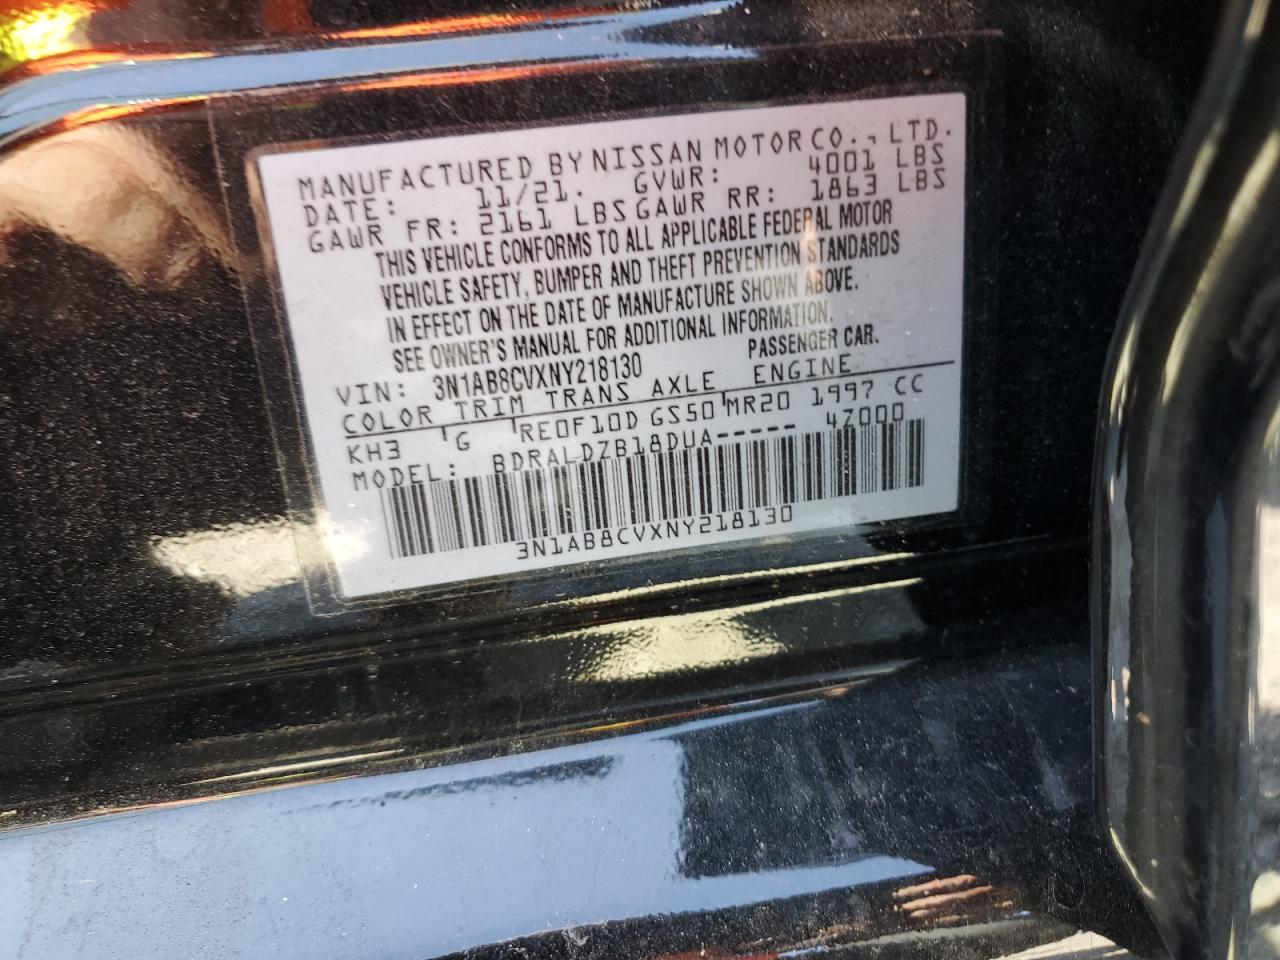 MANUFACTURED BY NISSAN MOTOR CO., LTD.
DATE: 11/21. GVWR: 4001 LBS
GAWR FR: 2161 LBS GAWR RR: 1863 LBS
THIS VEHICLE CONFORMS TO ALL APPLICABLE FEDERAL MOTOR
VEHICLE SAFETY, BUMPER AND THEFT PREVENTION STANDARDS
IN EFFECT ON THE DATE OF MANUFACTURE SHOWN ABOVE.
SEE OWNER'S MANUAL FOR ADDITIONAL INFORMATION.
VIN: 3N1AB8CVXNY218130 PASSENGER CAR.
COLOR TRIM TRANS AXLE ENGINE
KH3 G RE0F10D GS50 MR20 1997 CC
MODEL: BDRALDZB18DUA----- 4Z000
3N1AB8CVXNY218130